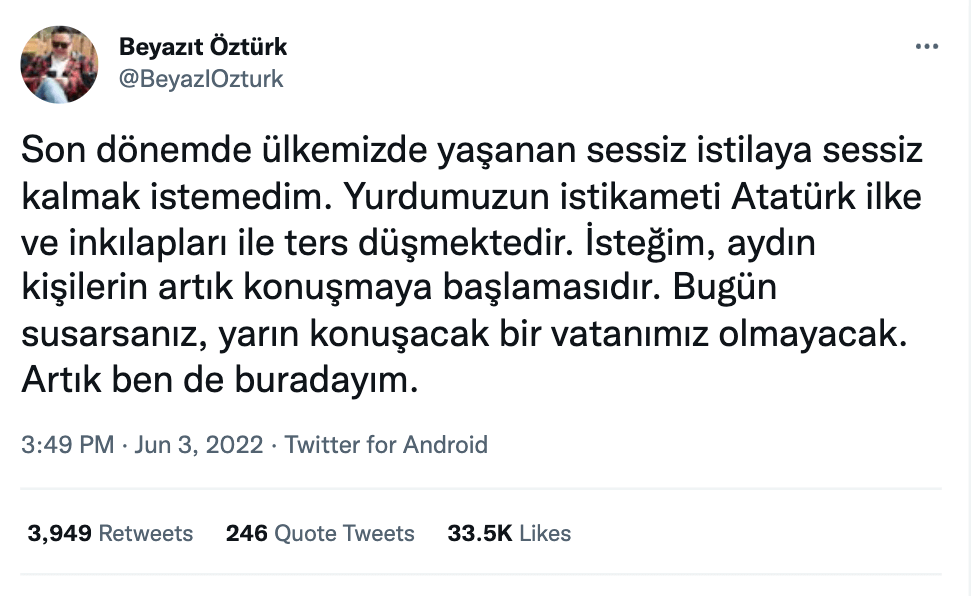 Beyazıt Öztürk
@BeyazIOzturk
Son dönemde ülkemizde yaşanan sessiz istilaya sessiz
kalmak istemedim. Yurdumuzun istikameti Atatürk ilke
ve inkılapları ile ters düşmektedir. İsteğim, aydın
kişilerin artık konuşmaya başlamasıdır. Bugün
susarsanız, yarın konuşacak bir vatanımız olmayacak.
Artık ben de buradayım.
3:49 PM · Jun 3, 2022 · Twitter for Android
3,949 Retweets 246 Quote Tweets 33.5K Likes